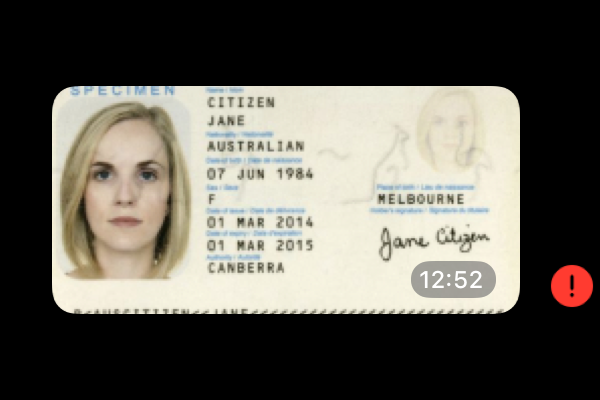 SPECIMEN
Name / Nom
CITIZEN
JANE
Nationality / Nationalité
AUSTRALIAN
Date of birth / Date de naissance
07 JUN 1984
Sex / Sexe
F
Place of birth / Lieu de naissance
MELBOURNE
Date of issue / Date de délivrance
01 MAR 2014
Holder's signature / Signature du titulaire
Jane Citizen
Date of expiry / Date d'expiration
01 MAR 2015
Authority / Autorité
CANBERRA
12:52